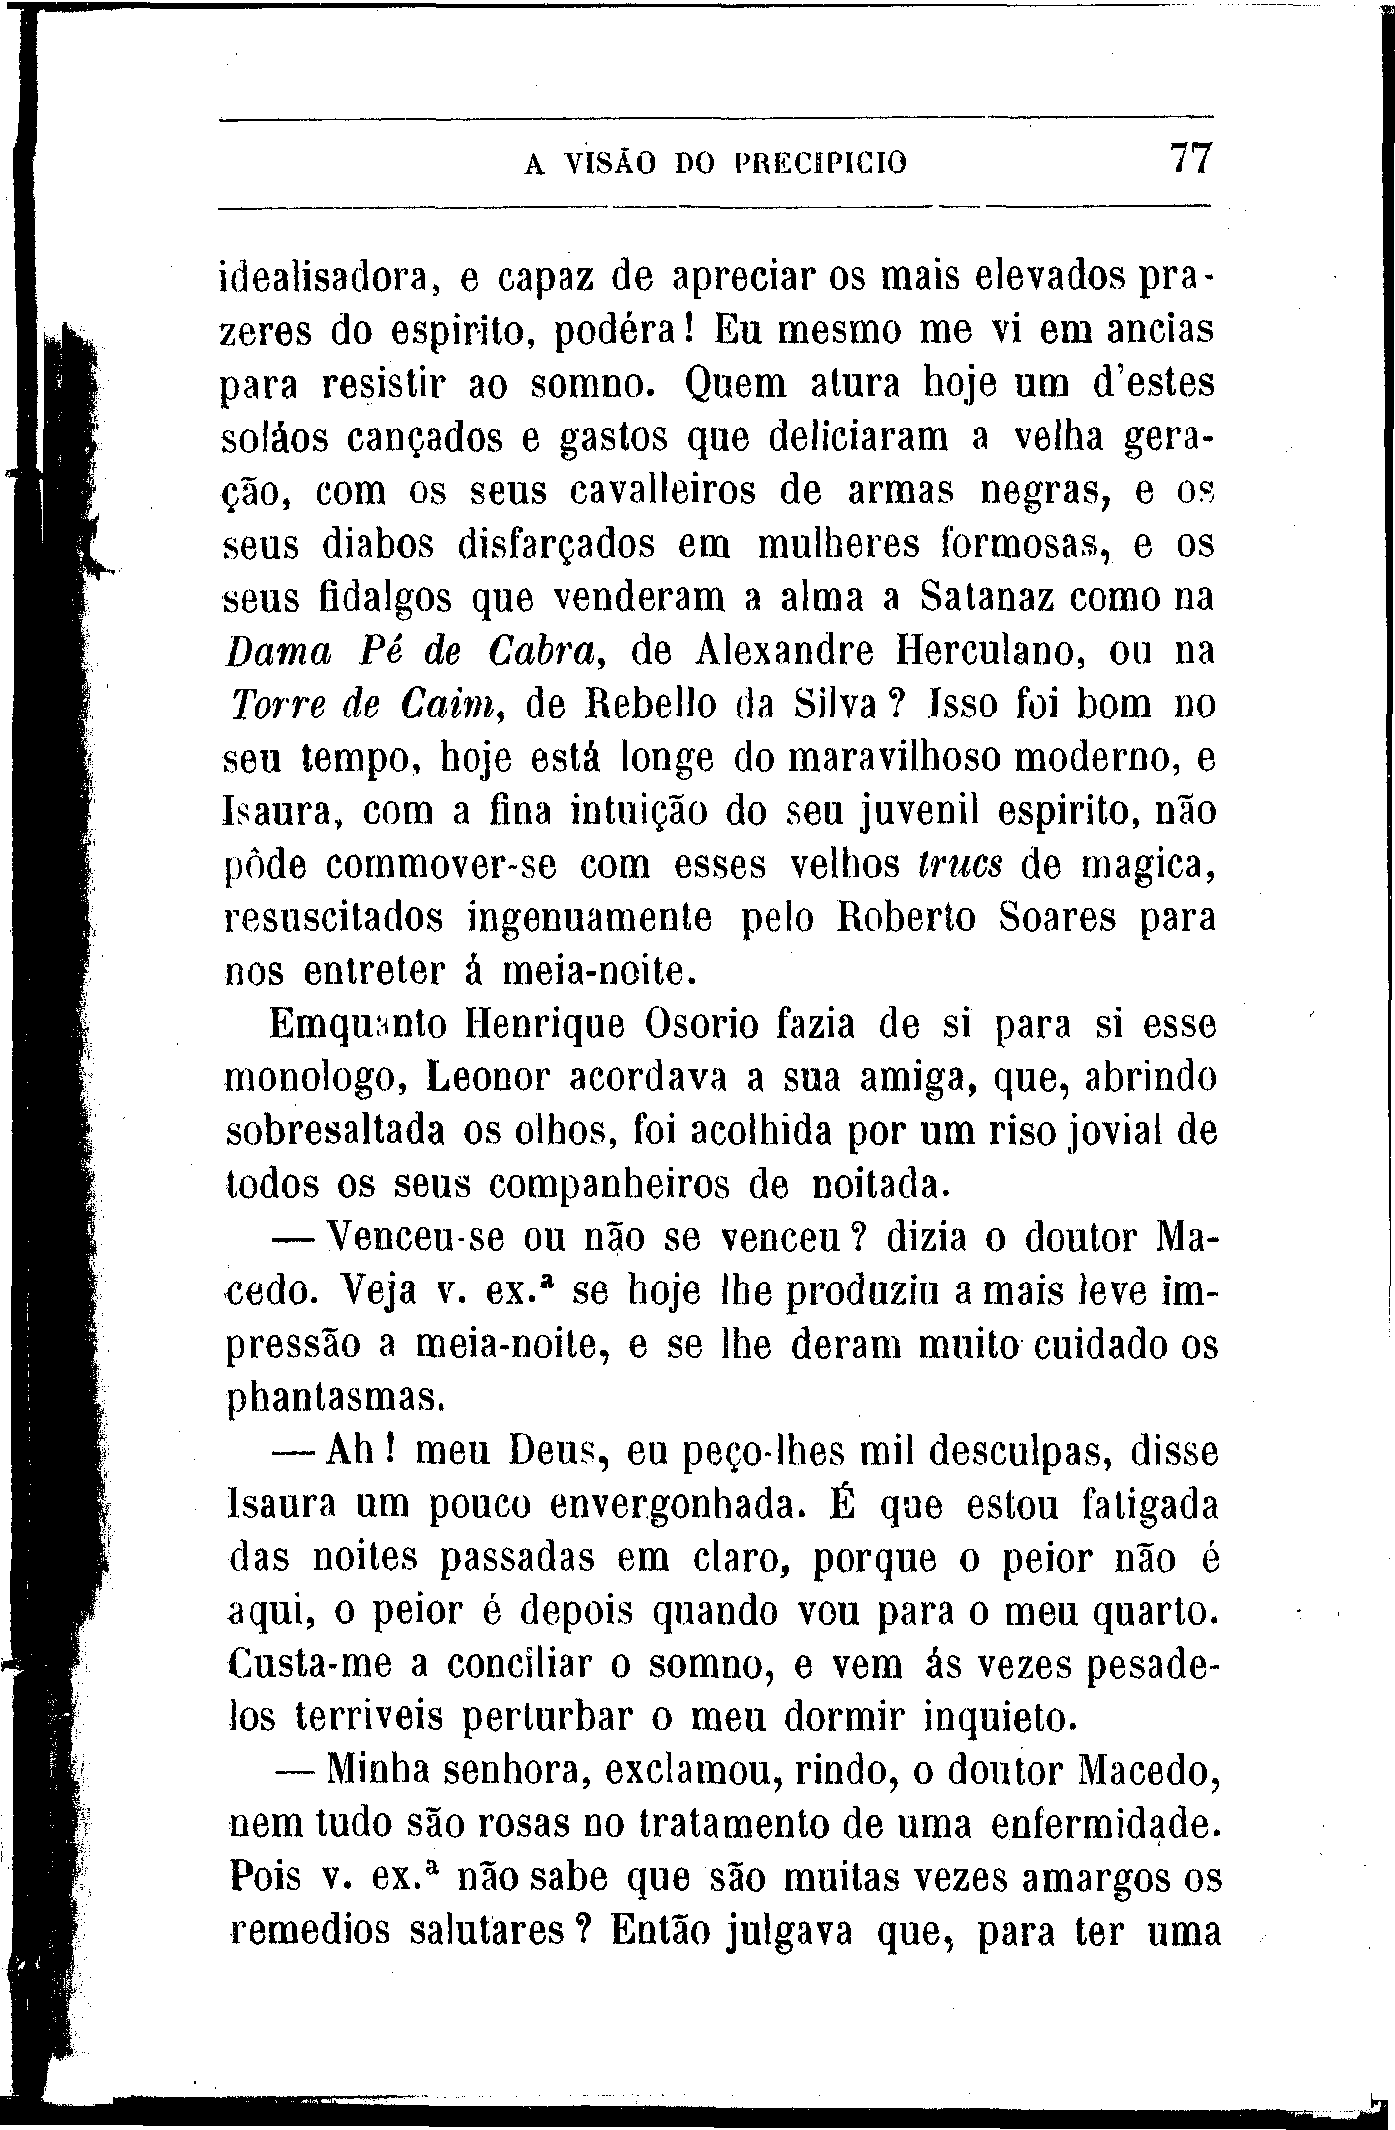 A VISÃO DO PRECIPICIO 77
idealisadora, e capaz de apreciar os mais elevados pra-
zeres do espirito, podéra! Eu mesmo me vi em ancias
para resistir ao somno. Quem atura hoje um d'estes
soláos cançados e gastos que deliciaram a velha gera-
ção, com os seus cavalleiros de armas negras, e os
seus diabos disfarçados em mulheres formosas, e os
seus fidalgos que venderam a alma a Satanaz como na
Dama Pé de Cabra, de Alexandre Herculano, ou na
Torre de Caim, de Rebello da Silva? Isso foi bom no
seu tempo, hoje está longe do maravilhoso moderno, e
Isaura, com a fina intuição do seu juvenil espirito, não
pôde commover-se com esses velhos trucs de magica,
resuscitados ingenuamente pelo Roberto Soares para
nos entreter á meia-noite.
Emquanto Henrique Osorio fazia de si para si esse
monologo, Leonor acordava a sua amiga, que, abrindo
sobresaltada os olhos, foi acolhida por um riso jovial de
todos os seus companheiros de noitada.
— Venceu-se ou não se venceu? dizia o doutor Ma-
cedo. Veja v. ex.ª se hoje lhe produziu a mais leve im-
pressão a meia-noite, e se lhe deram muito cuidado os
phantasmas.
— Ah! meu Deus, eu peço-lhes mil desculpas, disse
Isaura um pouco envergonhada. É que estou fatigada
das noites passadas em claro, porque o peior não é
aqui, o peior é depois quando vou para o meu quarto.
Custa-me a conciliar o somno, e vem ás vezes pesade-
los terriveis perturbar o meu dormir inquieto.
— Minha senhora, exclamou, rindo, o doutor Macedo,
nem tudo são rosas no tratamento de uma enfermidade.
Pois v. ex.ª não sabe que são muitas vezes amargos os
remedios salutares? Então julgava que, para ter uma